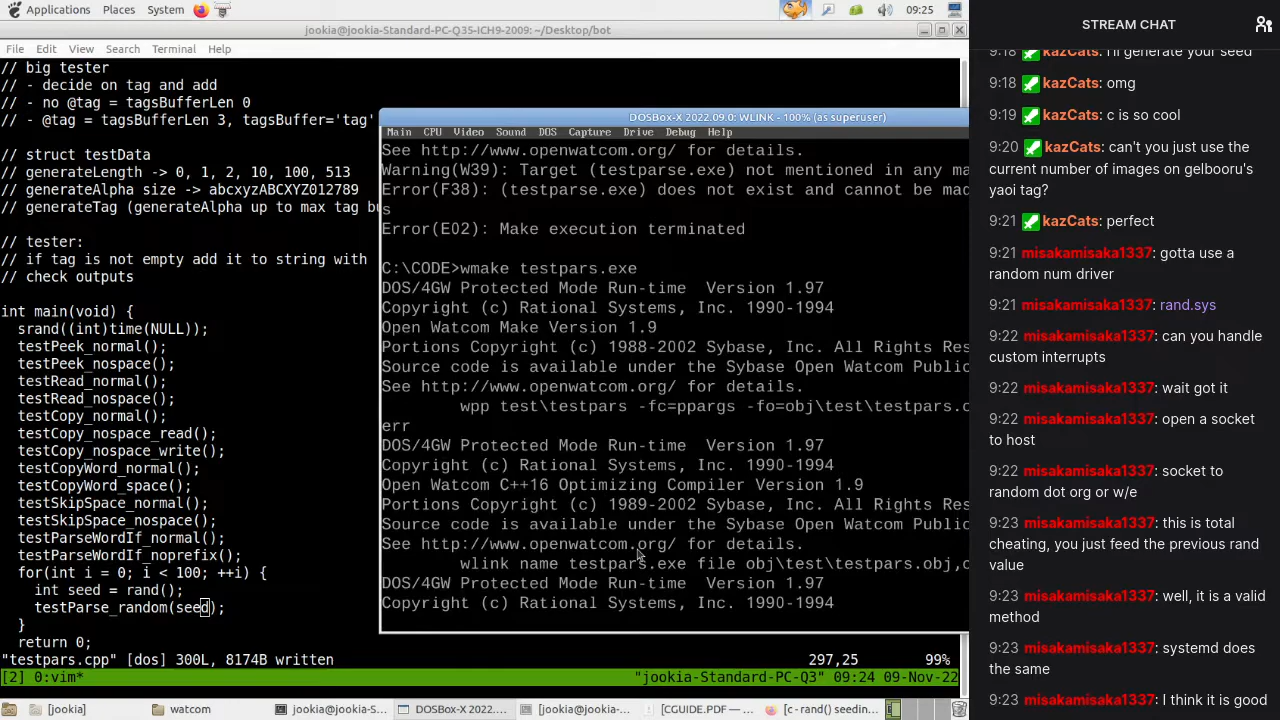 Applications Places System 09:25
jookia@jookia-Standard-PC-Q35-ICH9-2009: ~/Desktop/bot
File Edit View Search Terminal Help
// big tester
// - decide on tag and add
// - no @tag = tagsBufferLen 0
// - @tag = tagsBufferLen 3, tagsBuffer='tag'
// struct testData
// generateLength -> 0, 1, 2, 10, 100, 513
// generateAlpha size -> abcxyzABCXYZ012789
// generateTag (generateAlpha up to max tag bu
// tester:
// if tag is not empty add it to string with
// check outputs
int main(void) {
srand((int)time(NULL));
testPeek_normal();
testPeek_nospace();
testRead_normal();
testRead_nospace();
testCopy_normal();
testCopy_nospace_read();
testCopy_nospace_write();
testCopyWord_normal();
testCopyWord_space();
testSkipSpace_normal();
testSkipSpace_nospace();
testParseWordIf_normal();
testParseWordIf_noprefix();
for(int i = 0; i < 100; ++i) {
int seed = rand();
testParse_random(seed);
}
return 0;
"testpars.cpp" [dos] 300L, 8174B written 297,25 99%
[2] 0:vim* "jookia-Standard-PC-Q3" 09:24 09-Nov-22
DOSBox-X 2022.09.0: WLINK - 100% (as superuser)
Main CPU Video Sound DOS Capture Drive Debug Help
See http://www.openwatcom.org/ for details.
Warning(W39): Target (testparse.exe) not mentioned in any ma
Error(F38): (testparse.exe) does not exist and cannot be mad
s
Error(E02): Make execution terminated
C:\CODE>wmake testpars.exe
DOS/4GW Protected Mode Run-time Version 1.97
Copyright (c) Rational Systems, Inc. 1990-1994
Open Watcom Make Version 1.9
Portions Copyright (c) 1988-2002 Sybase, Inc. All Rights Res
Source code is available under the Sybase Open Watcom Public
See http://www.openwatcom.org/ for details.
wpp test\testpars -fc=ppargs -fo=obj\test\testpars.o
err
DOS/4GW Protected Mode Run-time Version 1.97
Copyright (c) Rational Systems, Inc. 1990-1994
Open Watcom C++16 Optimizing Compiler Version 1.9
Portions Copyright (c) 1989-2002 Sybase, Inc. All Rights Res
Source code is available under the Sybase Open Watcom Public
See http://www.openwatcom.org/ for details.
wlink name testpars.exe file obj\test\testpars.obj,o
DOS/4GW Protected Mode Run-time Version 1.97
Copyright (c) Rational Systems, Inc. 1990-1994
[jookia] watcom jookia@jookia-S... DOSBox-X 2022.... [jookia@jookia-... [CGUIDE.PDF —... [c - rand() seedin...
STREAM CHAT
9:18 kazCats: I'll generate your seed
9:18 kazCats: omg
9:19 kazCats: c is so cool
9:20 kazCats: can't you just use the
current number of images on gelbooru's
yaoi tag?
9:21 kazCats: perfect
9:21 misakamisaka1337: gotta use a
random num driver
9:21 misakamisaka1337: rand.sys
9:22 misakamisaka1337: can you handle
custom interrupts
9:22 misakamisaka1337: wait got it
9:22 misakamisaka1337: open a socket
to host
9:22 misakamisaka1337: socket to
random dot org or w/e
9:23 misakamisaka1337: this is total
cheating, you just feed the previous rand
value
9:23 misakamisaka1337: well, it is a valid
method
9:23 misakamisaka1337: systemd does
the same
9:23 misakamisaka1337: I think it is good